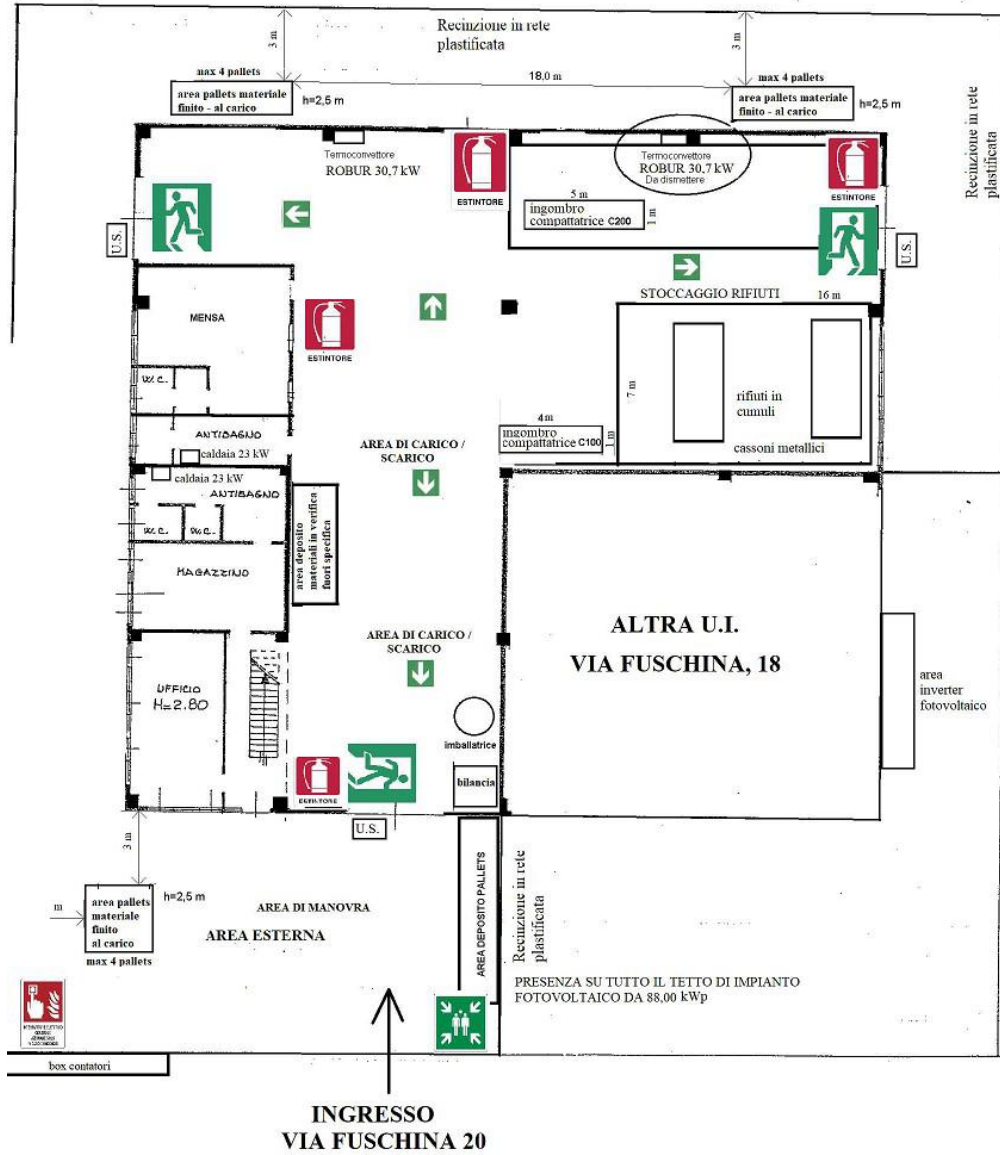 Recinzione in rete
plastificata
3 m
3 m
max 4 pallets
18,0 m
max 4 pallets
area pallets materiale
finito - al carico
h=2,5 m
area pallets materiale
finito - al carico
h=2,5 m
Recinzione in rete
plastificata
Termoconvettore
ROBUR 30,7 kW
Termoconvettore
ROBUR 30,7 kW
Da dismettere
ESTINTORE
ESTINTORE
5 m
ingombro
compattatrice C200
1 m
U.S.
U.S.
STOCCAGGIO RIFIUTI
16 m
MENSA
ESTINTORE
W.C.
7 m
rifiuti in
cumuli
cassoni metallici
4 m
ingombro
compattatrice C100
1 m
ANTIBAGNO
caldaia 23 kW
AREA DI CARICO /
SCARICO
caldaia 23 kW
ANTIBAGNO
W.C.
W.C.
area deposito
materiali in verifica
fuori specifica
MAGAZZINO
AREA DI CARICO /
SCARICO
ALTRA U.I.
VIA FUSCHINA, 18
UFFICIO
H=2.80
area
inverter
fotovoltaico
imballatrice
bilancia
ESTINTORE
U.S.
3 m
h=2,5 m
m
area pallets
materiale
finito
al carico
max 4 pallets
AREA DI MANOVRA
AREA ESTERNA
AREA DEPOSITO PALLETS
Recinzione in rete
plastificata
PRESENZA SU TUTTO IL TETTO DI IMPIANTO
FOTOVOLTAICO DA 88,00 kWp
box contatori
INGRESSO
VIA FUSCHINA 20